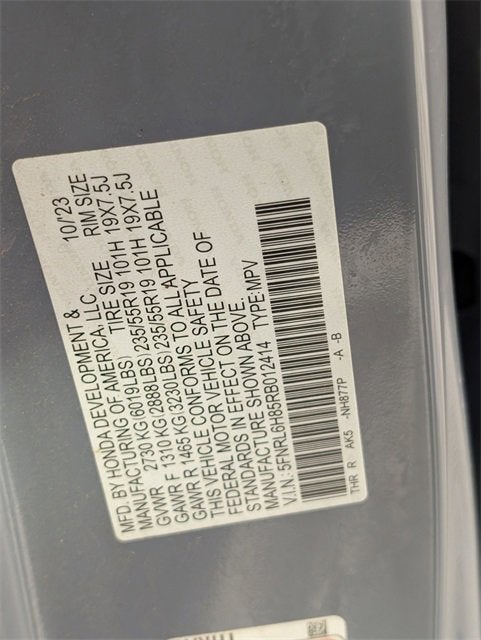 MFD. BY HONDA DEVELOPMENT & 10/'23
MANUFACTURING OF AMERICA, LLC
TIRE SIZE RIM SIZE
GVWR 2730 KG(6019LBS)
GAWR F 1310 KG(2888LBS) 235/55R19 101H 19X7.5J
GAWR R 1465 KG(3230LBS) 235/55R19 101H 19X7.5J
THIS VEHICLE CONFORMS TO ALL APPLICABLE
FEDERAL MOTOR VEHICLE SAFETY
STANDARDS IN EFFECT ON THE DATE OF
MANUFACTURE SHOWN ABOVE.
V.I.N: 5FNRL6H85RB012414 TYPE:MPV
THR R AK5 -NH877P -A -B